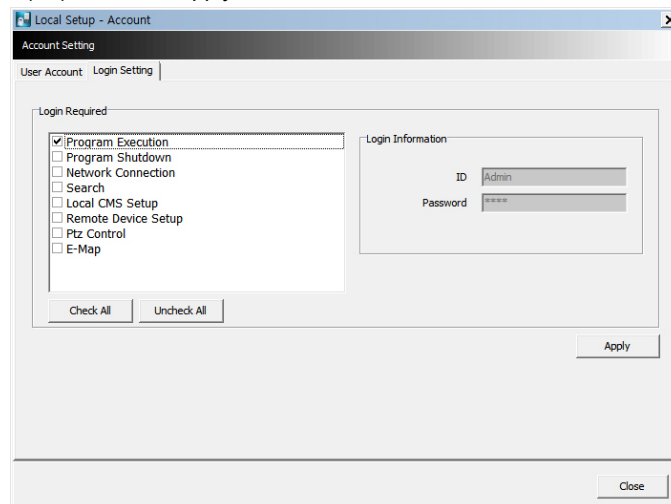 Local Setup - Account
Account Setting
User Account Login Setting
Login Required
Program Execution
Program Shutdown
Network Connection
Search
Local CMS Setup
Remote Device Setup
Ptz Control
E-Map
Check All Uncheck All
Login Information
ID Admin
Password ****
Apply
Close